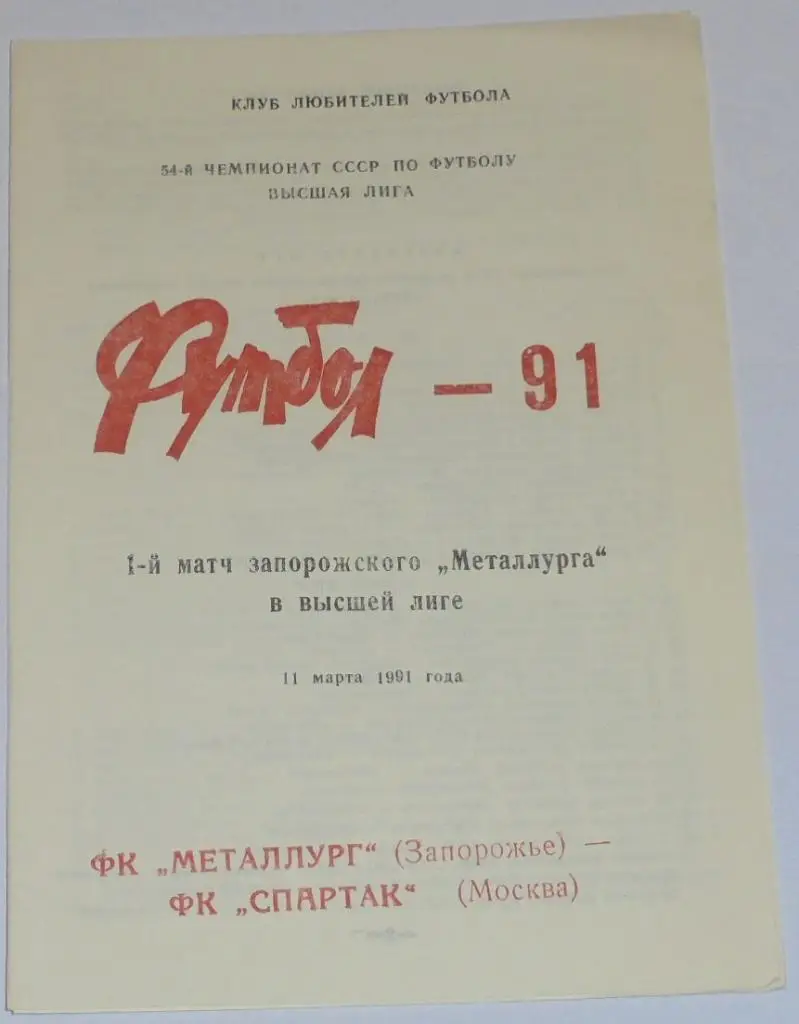 КЛУБ ЛЮБИТЕЛЕЙ ФУТБОЛА
54-й ЧЕМПИОНАТ СССР ПО ФУТБОЛУ
ВЫСШАЯ ЛИГА
Футбол — 91
1-й матч запорожского „Металлурга“
в высшей лиге
11 марта 1991 года
ФК „МЕТАЛЛУРГ“ (Запорожье) —
ФК „СПАРТАК“ (Москва)